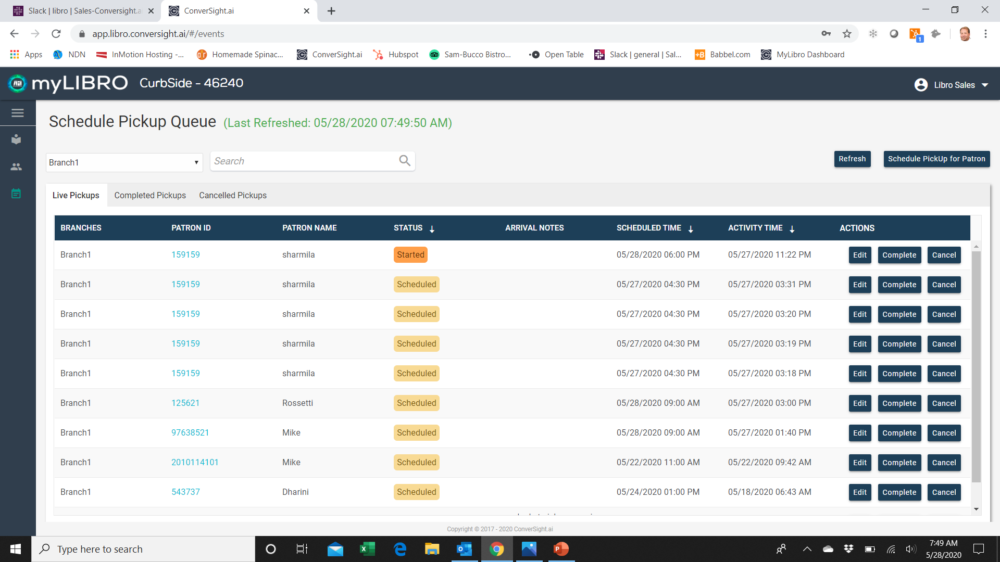 Slack | libro | Sales-Conversight.a
ConverSight.ai
app.libro.conversight.ai/#/events
1
Apps
NDN
InMotion Hosting -...
Homemade Spinac...
ConverSight.ai
Hubspot
Sam-Bucco Bistro...
Open Table
Slack | general | Sal...
+B
Babbel.com
MyLibro Dashboard
myLIBRO CurbSide - 46240
Libro Sales
Schedule Pickup Queue (Last Refreshed: 05/28/2020 07:49:50 AM)
Branch1
Search
Refresh
Schedule PickUp for Patron
Live Pickups Completed Pickups Cancelled Pickups
BRANCHES PATRON ID PATRON NAME STATUS ARRIVAL NOTES SCHEDULED TIME ACTIVITY TIME ACTIONS
Branch1 159159 sharmila Started 05/28/2020 06:00 PM 05/27/2020 11:22 PM Edit Complete Cancel
Branch1 159159 sharmila Scheduled 05/27/2020 04:30 PM 05/27/2020 03:31 PM Edit Complete Cancel
Branch1 159159 sharmila Scheduled 05/27/2020 04:30 PM 05/27/2020 03:20 PM Edit Complete Cancel
Branch1 159159 sharmila Scheduled 05/27/2020 04:30 PM 05/27/2020 03:19 PM Edit Complete Cancel
Branch1 159159 sharmila Scheduled 05/27/2020 04:30 PM 05/27/2020 03:18 PM Edit Complete Cancel
Branch1 125621 Rossetti Scheduled 05/28/2020 09:00 AM 05/27/2020 03:00 PM Edit Complete Cancel
Branch1 97638521 Mike Scheduled 05/28/2020 09:00 AM 05/27/2020 01:40 PM Edit Complete Cancel
Branch1 2010114101 Mike Scheduled 05/22/2020 11:00 AM 05/22/2020 09:42 AM Edit Complete Cancel
Branch1 543737 Dharini Scheduled 05/24/2020 01:00 PM 05/18/2020 06:43 AM Edit Complete Cancel
Copyright © 2017 - 2020 ConverSight.ai
Type here to search
7:49 AM
5/28/2020